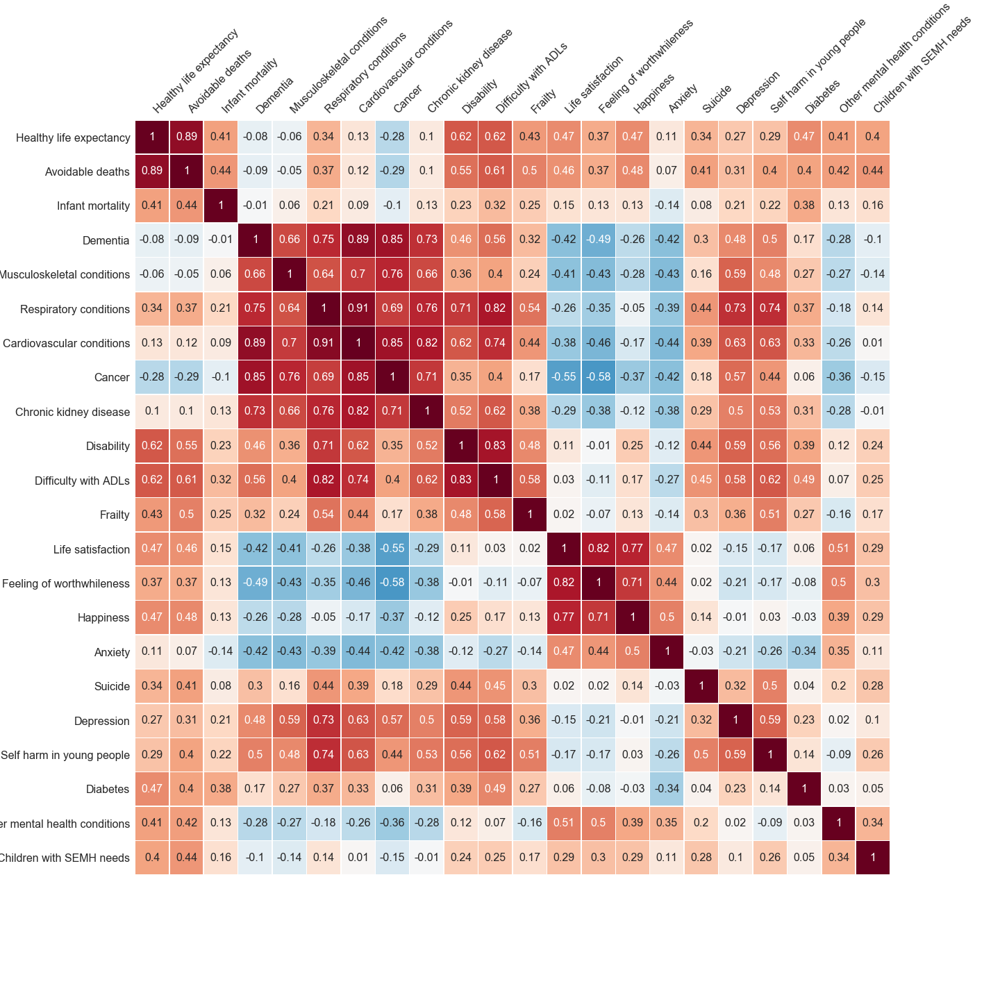 Healthy life expectancy
Avoidable deaths
Infant mortality
Dementia
Musculoskeletal conditions
Respiratory conditions
Cardiovascular conditions
Cancer
Chronic kidney disease
Disability
Difficulty with ADLs
Frailty
Life satisfaction
Feeling of worthwhileness
Happiness
Anxiety
Suicide
Depression
Self harm in young people
Diabetes
Other mental health conditions
Children with SEMH needs
Healthy life expectancy 1 0.89 0.41 -0.08 -0.06 0.34 0.13 -0.28 0.1 0.62 0.62 0.43 0.47 0.37 0.47 0.11 0.34 0.27 0.29 0.47 0.41 0.4
Avoidable deaths 0.89 1 0.44 -0.09 -0.05 0.37 0.12 -0.29 0.1 0.55 0.61 0.5 0.46 0.37 0.48 0.07 0.41 0.31 0.4 0.4 0.42 0.44
Infant mortality 0.41 0.44 1 -0.01 0.06 0.21 0.09 -0.1 0.13 0.23 0.32 0.25 0.15 0.13 0.13 -0.14 0.08 0.21 0.22 0.38 0.13 0.16
Dementia -0.08 -0.09 -0.01 1 0.66 0.75 0.89 0.85 0.73 0.46 0.56 0.32 -0.42 -0.49 -0.26 -0.42 0.3 0.48 0.5 0.17 -0.28 -0.1
Musculoskeletal conditions -0.06 -0.05 0.06 0.66 1 0.64 0.7 0.76 0.66 0.36 0.4 0.24 -0.41 -0.43 -0.28 -0.43 0.16 0.59 0.48 0.27 -0.27 -0.14
Respiratory conditions 0.34 0.37 0.21 0.75 0.64 1 0.91 0.69 0.76 0.71 0.82 0.54 -0.26 -0.35 -0.05 -0.39 0.44 0.73 0.74 0.37 -0.18 0.14
Cardiovascular conditions 0.13 0.12 0.09 0.89 0.7 0.91 1 0.85 0.82 0.62 0.74 0.44 -0.38 -0.46 -0.17 -0.44 0.39 0.63 0.63 0.33 -0.26 0.01
Cancer -0.28 -0.29 -0.1 0.85 0.76 0.69 0.85 1 0.71 0.35 0.4 0.17 -0.55 -0.58 -0.37 -0.42 0.18 0.57 0.44 0.06 -0.36 -0.15
Chronic kidney disease 0.1 0.1 0.13 0.73 0.66 0.76 0.82 0.71 1 0.52 0.62 0.38 -0.29 -0.38 -0.12 -0.38 0.29 0.5 0.53 0.31 -0.28 -0.01
Disability 0.62 0.55 0.23 0.46 0.36 0.71 0.62 0.35 0.52 1 0.83 0.48 0.11 -0.01 0.25 -0.12 0.44 0.59 0.56 0.39 0.12 0.24
Difficulty with ADLs 0.62 0.61 0.32 0.56 0.4 0.82 0.74 0.4 0.62 0.83 1 0.58 0.03 -0.11 0.17 -0.27 0.45 0.58 0.62 0.49 0.07 0.25
Frailty 0.43 0.5 0.25 0.32 0.24 0.54 0.44 0.17 0.38 0.48 0.58 1 0.02 -0.07 0.13 -0.14 0.3 0.36 0.51 0.27 -0.16 0.17
Life satisfaction 0.47 0.46 0.15 -0.42 -0.41 -0.26 -0.38 -0.55 -0.29 0.11 0.03 0.02 1 0.82 0.77 0.47 0.02 -0.15 -0.17 0.06 0.51 0.29
Feeling of worthwhileness 0.37 0.37 0.13 -0.49 -0.43 -0.35 -0.46 -0.58 -0.38 -0.01 -0.11 -0.07 0.82 1 0.71 0.44 0.02 -0.21 -0.17 -0.08 0.5 0.3
Happiness 0.47 0.48 0.13 -0.26 -0.28 -0.05 -0.17 -0.37 -0.12 0.25 0.17 0.13 0.77 0.71 1 0.5 0.14 -0.01 0.03 -0.03 0.39 0.29
Anxiety 0.11 0.07 -0.14 -0.42 -0.43 -0.39 -0.44 -0.42 -0.38 -0.12 -0.27 -0.14 0.47 0.44 0.5 1 -0.03 -0.21 -0.26 -0.34 0.35 0.11
Suicide 0.34 0.41 0.08 0.3 0.16 0.44 0.39 0.18 0.29 0.44 0.45 0.3 0.02 0.02 0.14 -0.03 1 0.32 0.5 0.04 0.2 0.28
Depression 0.27 0.31 0.21 0.48 0.59 0.73 0.63 0.57 0.5 0.59 0.58 0.36 -0.15 -0.21 -0.01 -0.21 0.32 1 0.59 0.23 0.02 0.1
Self harm in young people 0.29 0.4 0.22 0.5 0.48 0.74 0.63 0.44 0.53 0.56 0.62 0.51 -0.17 -0.17 0.03 -0.26 0.5 0.59 1 0.14 -0.09 0.26
Diabetes 0.47 0.4 0.38 0.17 0.27 0.37 0.33 0.06 0.31 0.39 0.49 0.27 0.06 -0.08 -0.03 -0.34 0.04 0.23 0.14 1 0.03 0.05
er mental health conditions 0.41 0.42 0.13 -0.28 -0.27 -0.18 -0.26 -0.36 -0.28 0.12 0.07 -0.16 0.51 0.5 0.39 0.35 0.2 0.02 -0.09 0.03 1 0.34
Children with SEMH needs 0.4 0.44 0.16 -0.1 -0.14 0.14 0.01 -0.15 -0.01 0.24 0.25 0.17 0.29 0.3 0.29 0.11 0.28 0.1 0.26 0.05 0.34 1